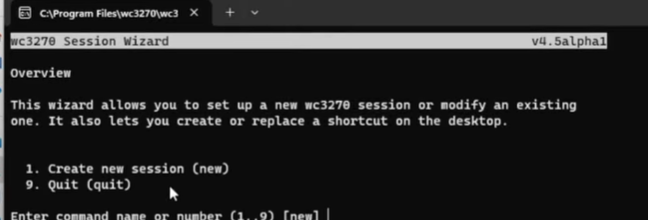 C:\Program Files\wc3270\wc3
wc3270 Session Wizard v4.5alpha1
Overview
This wizard allows you to set up a new wc3270 session or modify an existing
one. It also lets you create or replace a shortcut on the desktop.
1. Create new session (new)
9. Quit (quit)
Enter command name or number (1..9) [new]